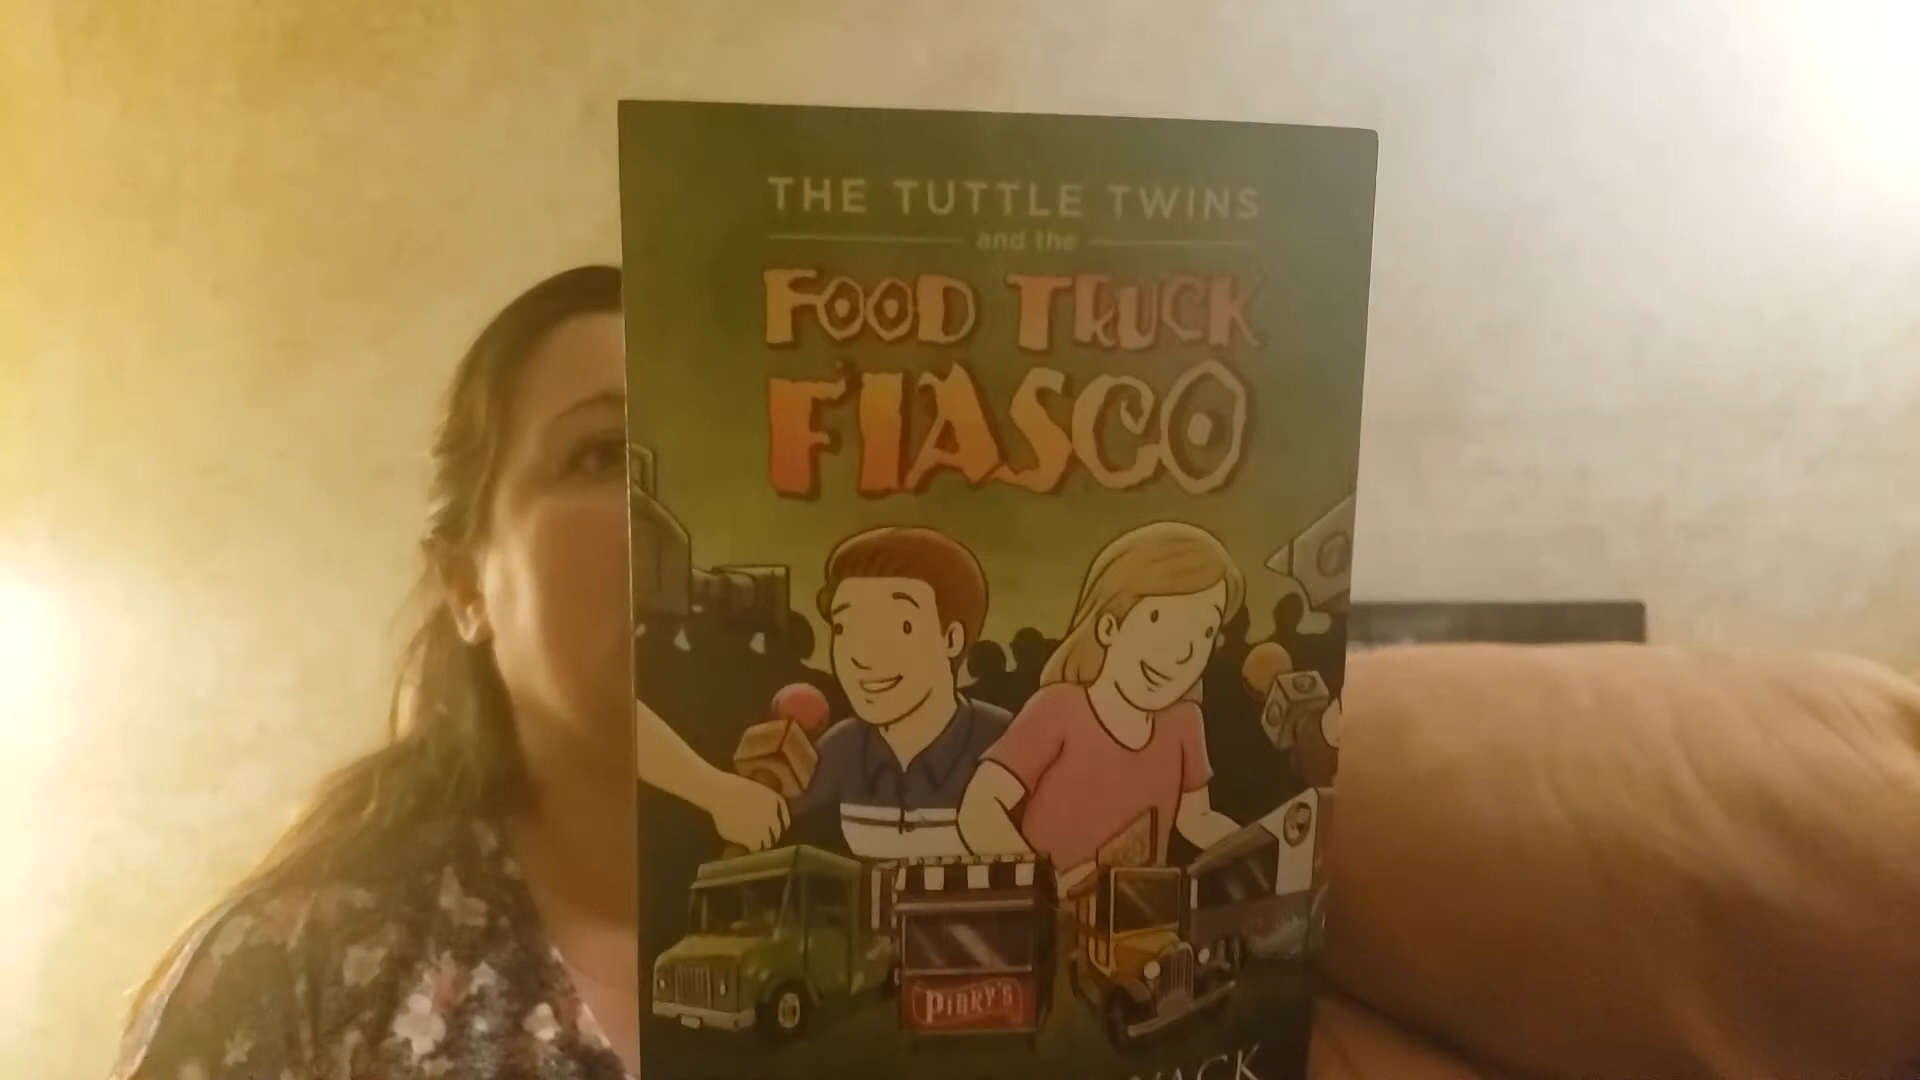 THE TUTTLE TWINS
and the
FOOD TRUCK
FIASCO
PINKY'S